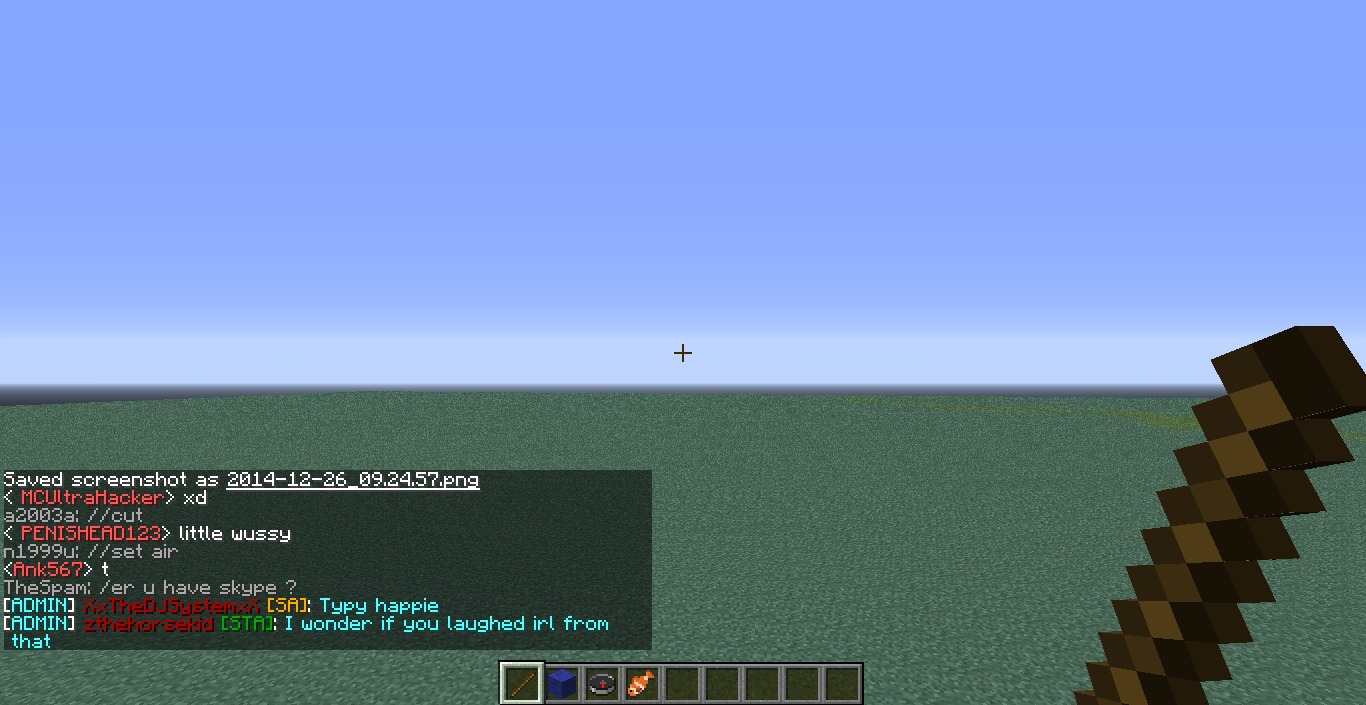 Saved screenshot as 2014-12-26_09.24.57.png
< MCUltraHacker> xd
a2003a: //cut
< PENISHEAD123> little wussy
n1999u: //set air
<Ank567> t
TheSpam: /er u have skype ?
[ADMIN] XxTheDJSystemxX [SA]: Typy happie
[ADMIN] zthehorsekid [STA]: I wonder if you laughed irl from
that